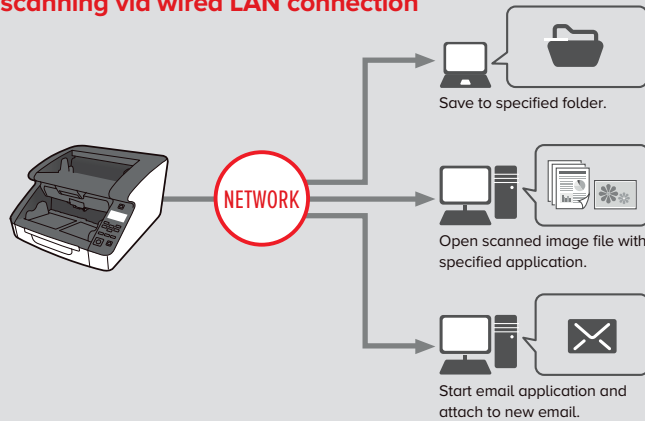 scanning via wired LAN connection
Save to specified folder.
NETWORK
Open scanned image file with
specified application.
Start email application and
attach to new email.